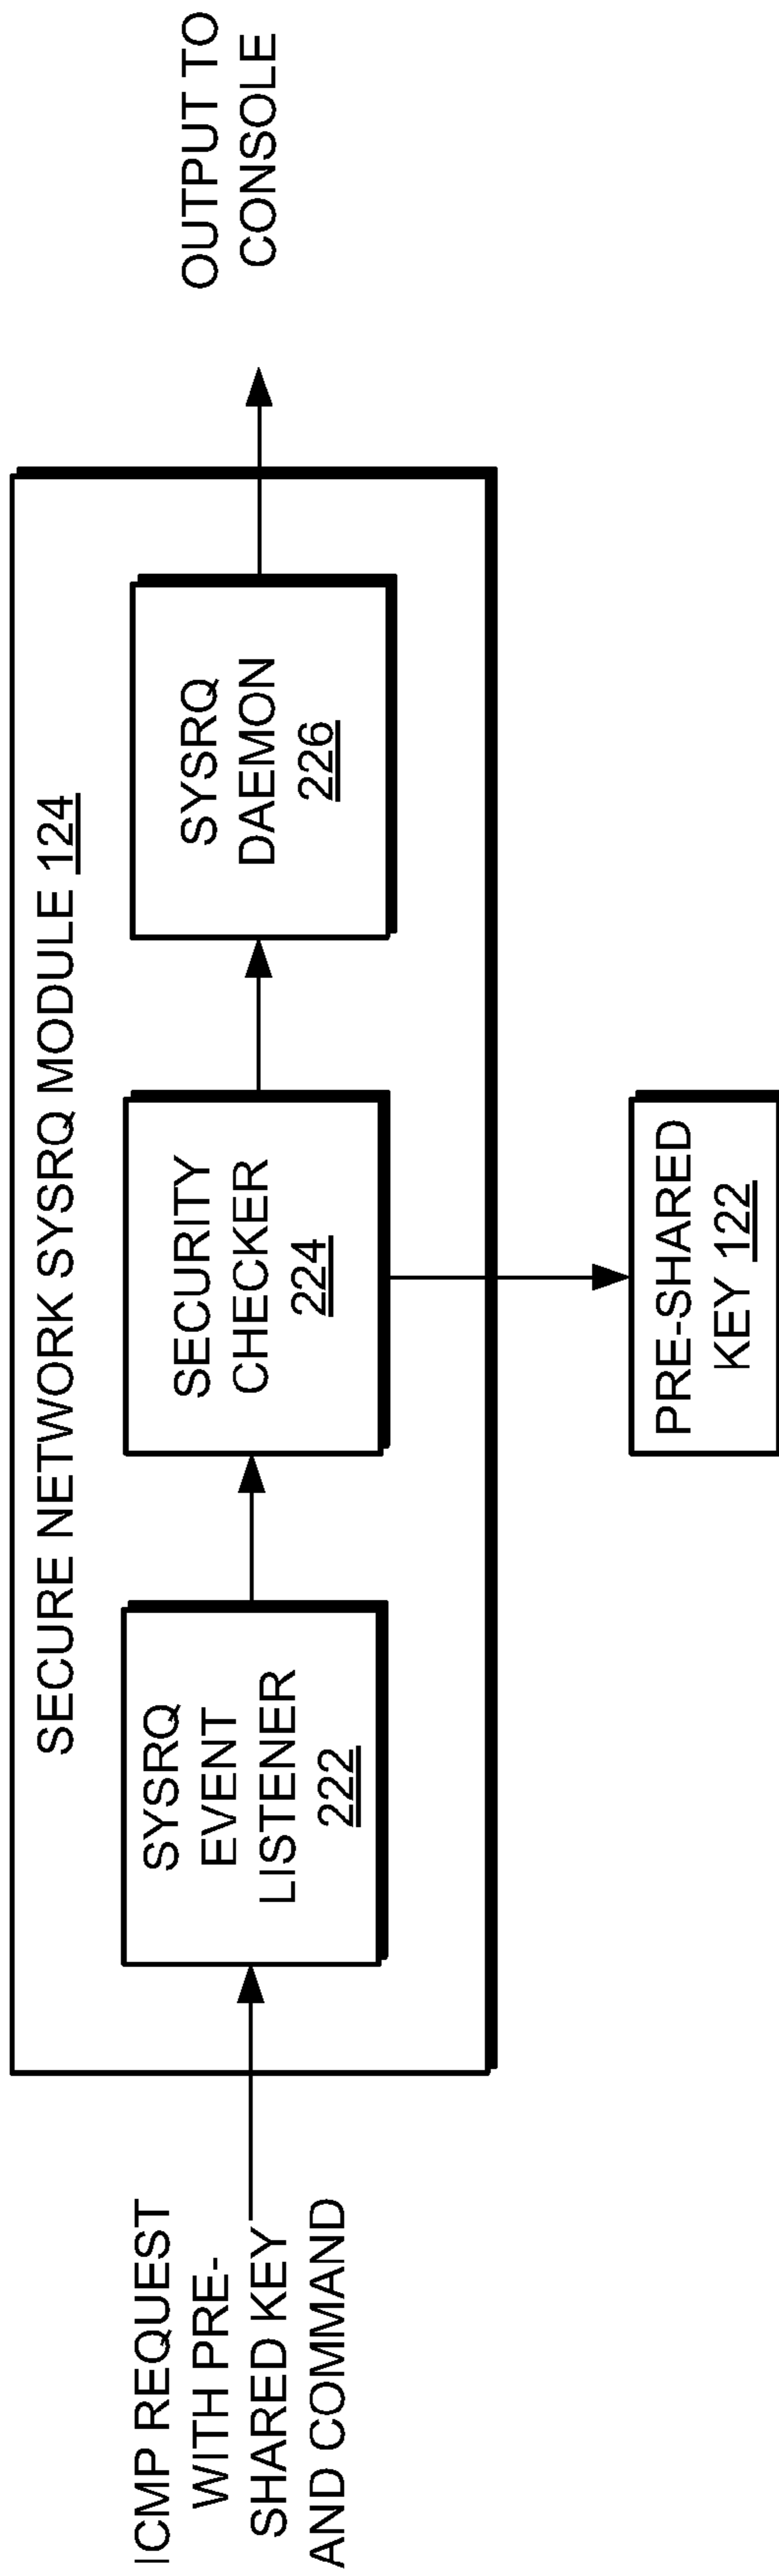 SECURE NETWORK SYSRQ MODULE 124
ICMP REQUEST
WITH PRE-
SHARED KEY
AND COMMAND
SYSRQ
EVENT
LISTENER
222
SECURITY
CHECKER
224
SYSRQ
DAEMON
226
OUTPUT TO
CONSOLE
PRE-SHARED
KEY 122